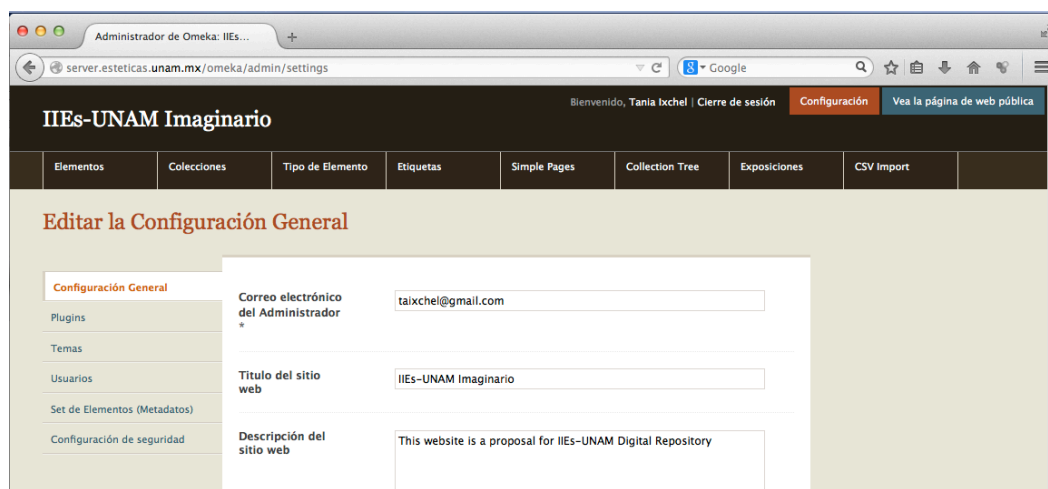 Administrador de Omeka: IIEs...
server.esteticas.unam.mx/omeka/admin/settings
Google
Bienvenido, Tania Ixchel | Cierre de sesión
Configuración
Vea la página de web pública
IIEs-UNAM Imaginario
Elementos
Colecciones
Tipo de Elemento
Etiquetas
Simple Pages
Collection Tree
Exposiciones
CSV Import
Editar la Configuración General
Configuración General
Plugins
Temas
Usuarios
Set de Elementos (Metadatos)
Configuración de seguridad
Correo electrónico
del Administrador
*
taixchel@gmail.com
Titulo del sitio
web
IIEs-UNAM Imaginario
Descripción del
sitio web
This website is a proposal for IIEs-UNAM Digital Repository